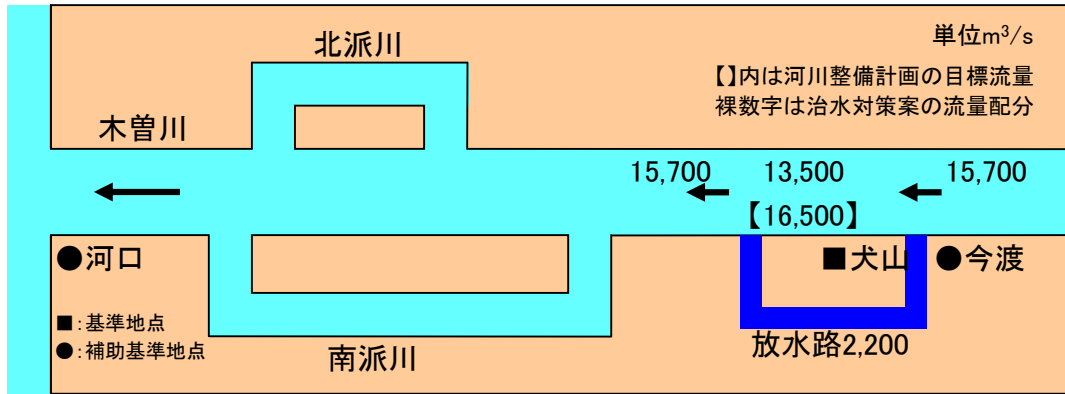 北派川
単位m³/s
【】内は河川整備計画の目標流量
裸数字は治水対策案の流量配分
木曽川
15,700 13,500 15,700
【16,500】
●河口
■犬山 ●今渡
■:基準地点
●:補助基準地点
南派川
放水路2,200